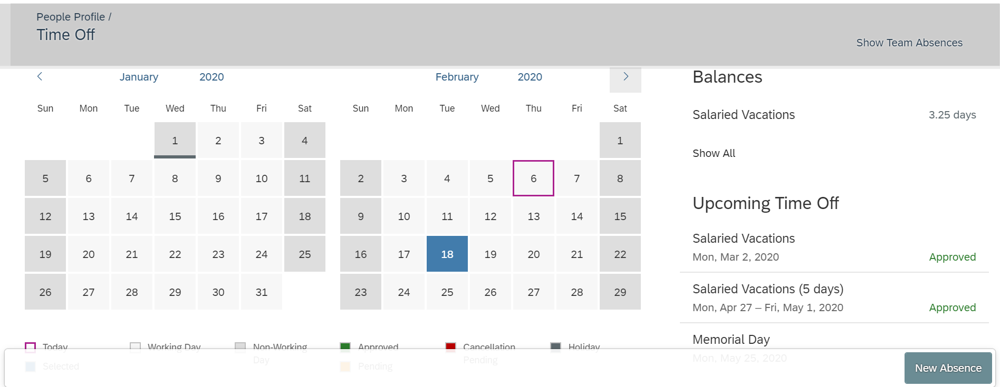 People Profile /
Time Off
Show Team Absences
January 2020
Sun Mon Tue Wed Thu Fri Sat
1 2 3 4
5 6 7 8 9 10 11
12 13 14 15 16 17 18
19 20 21 22 23 24 25
26 27 28 29 30 31
February 2020
Sun Mon Tue Wed Thu Fri Sat
1
2 3 4 5 6 7 8
9 10 11 12 13 14 15
16 17 18 19 20 21 22
23 24 25 26 27 28 29
Today
Working Day
Non-Working
Day
Approved
Cancellation
Pending
Holiday
Selected
Pending
Balances
Salaried Vacations 3.25 days
Show All
Upcoming Time Off
Salaried Vacations
Mon, Mar 2, 2020 Approved
Salaried Vacations (5 days)
Mon, Apr 27 – Fri, May 1, 2020 Approved
Memorial Day
Mon, May 25, 2020
New Absence